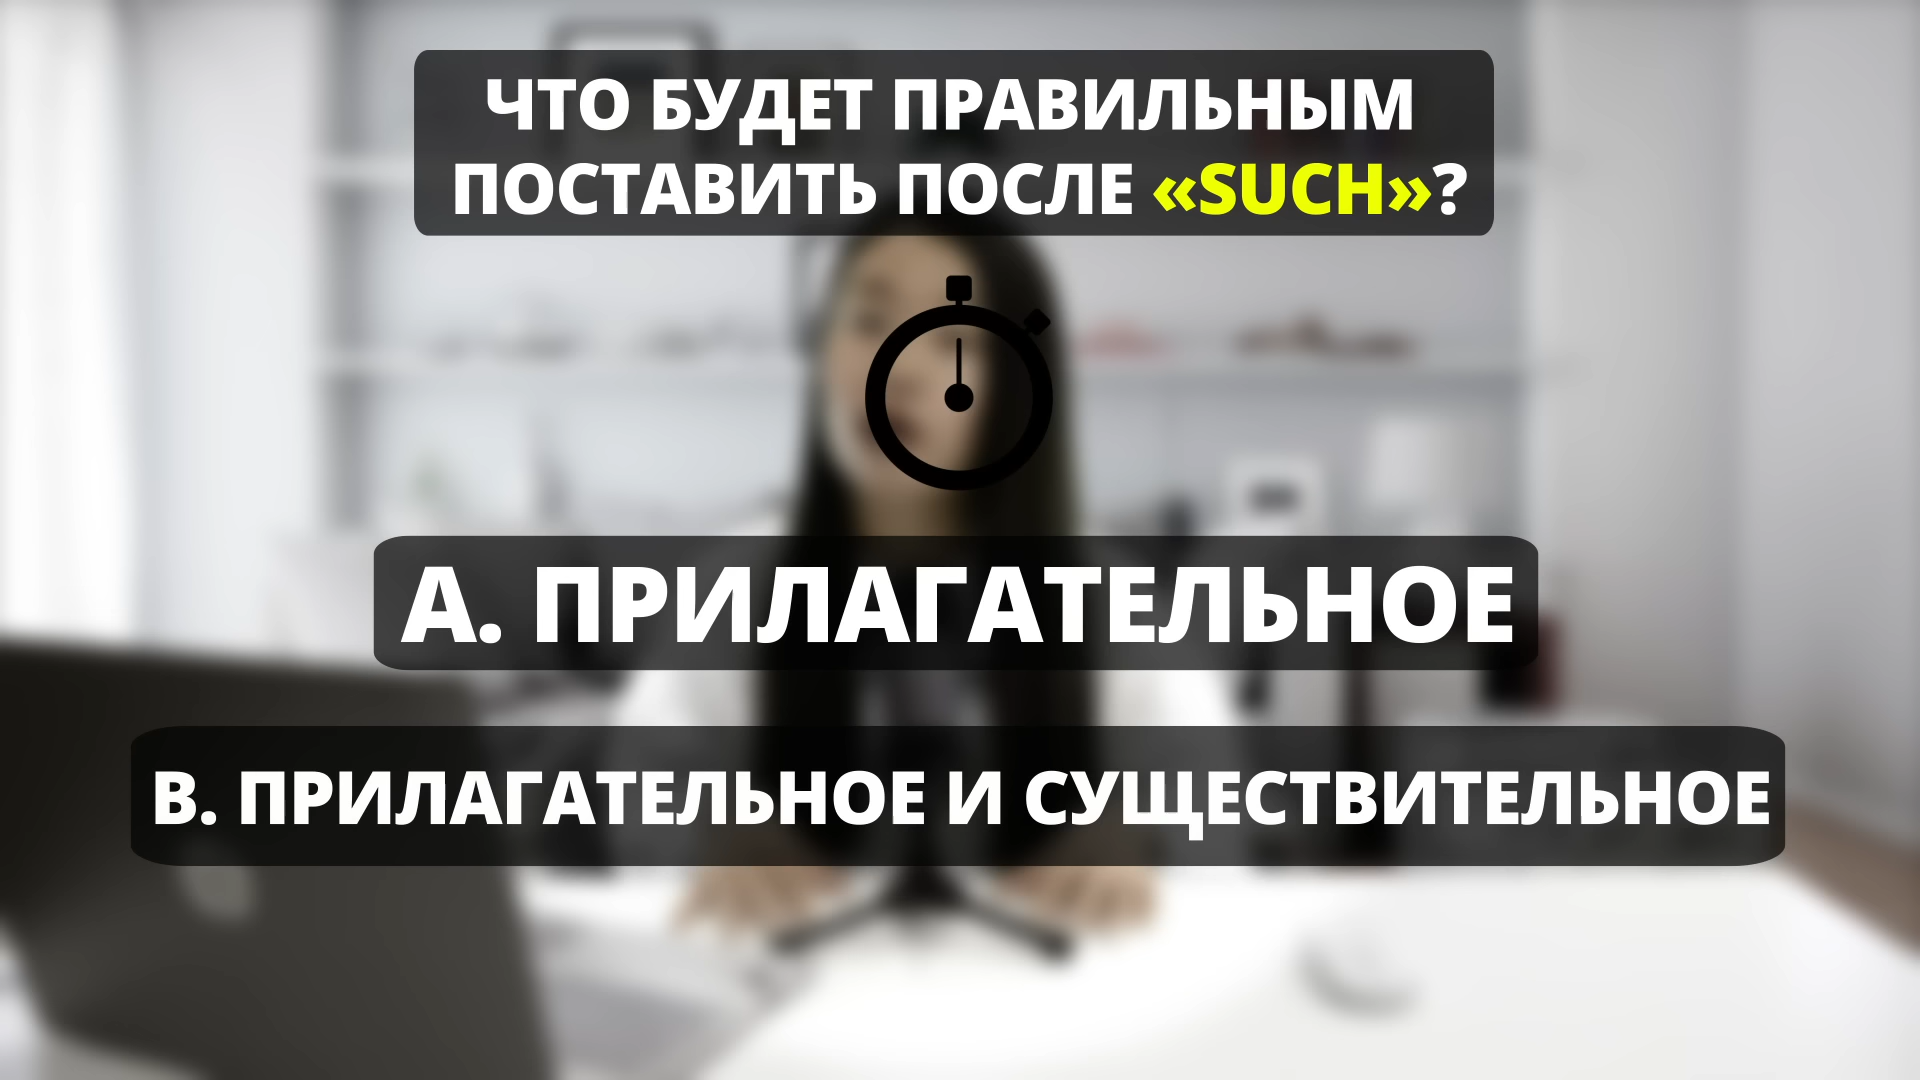 ЧТО БУДЕТ ПРАВИЛЬНЫМ
ПОСТАВИТЬ ПОСЛЕ «SUCH»?
А. ПРИЛАГАТЕЛЬНОЕ
В. ПРИЛАГАТЕЛЬНОЕ И СУЩЕСТВИТЕЛЬНОЕ